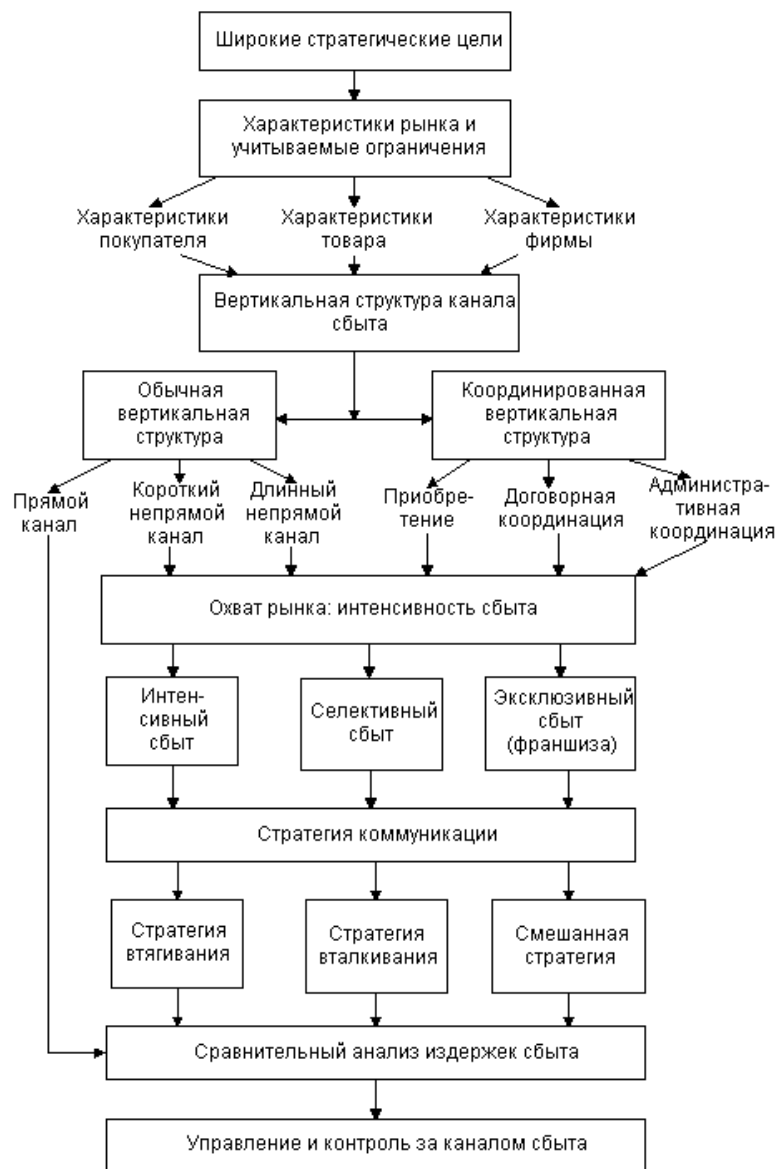 Широкие стратегические цели
Характеристики рынка и
учитываемые ограничения
Характеристики
покупателя
Характеристики
товара
Характеристики
фирмы
Вертикальная структура канала
сбыта
Обычная
вертикальная
структура
Координированная
вертикальная
структура
Прямой
канал
Короткий
непрямой
канал
Длинный
непрямой
канал
Приобре-
тение
Договорная
координация
Администра-
тивная
координация
Охват рынка: интенсивность сбыта
Интен-
сивный
сбыт
Селективный
сбыт
Эксклюзивный
сбыт
(франшиза)
Стратегия коммуникации
Стратегия
втягивания
Стратегия
вталкивания
Смешанная
стратегия
Сравнительный анализ издержек сбыта
Управление и контроль за каналом сбыта